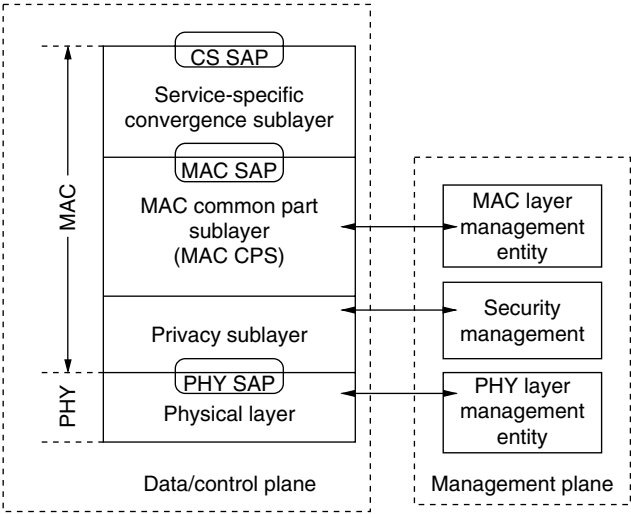 CS SAP
Service-specific
convergence sublayer
MAC SAP
MAC common part
sublayer
(MAC CPS)
Privacy sublayer
PHY SAP
Physical layer
MAC
PHY
Data/control plane
MAC layer
management
entity
Security
management
PHY layer
management
entity
Management plane